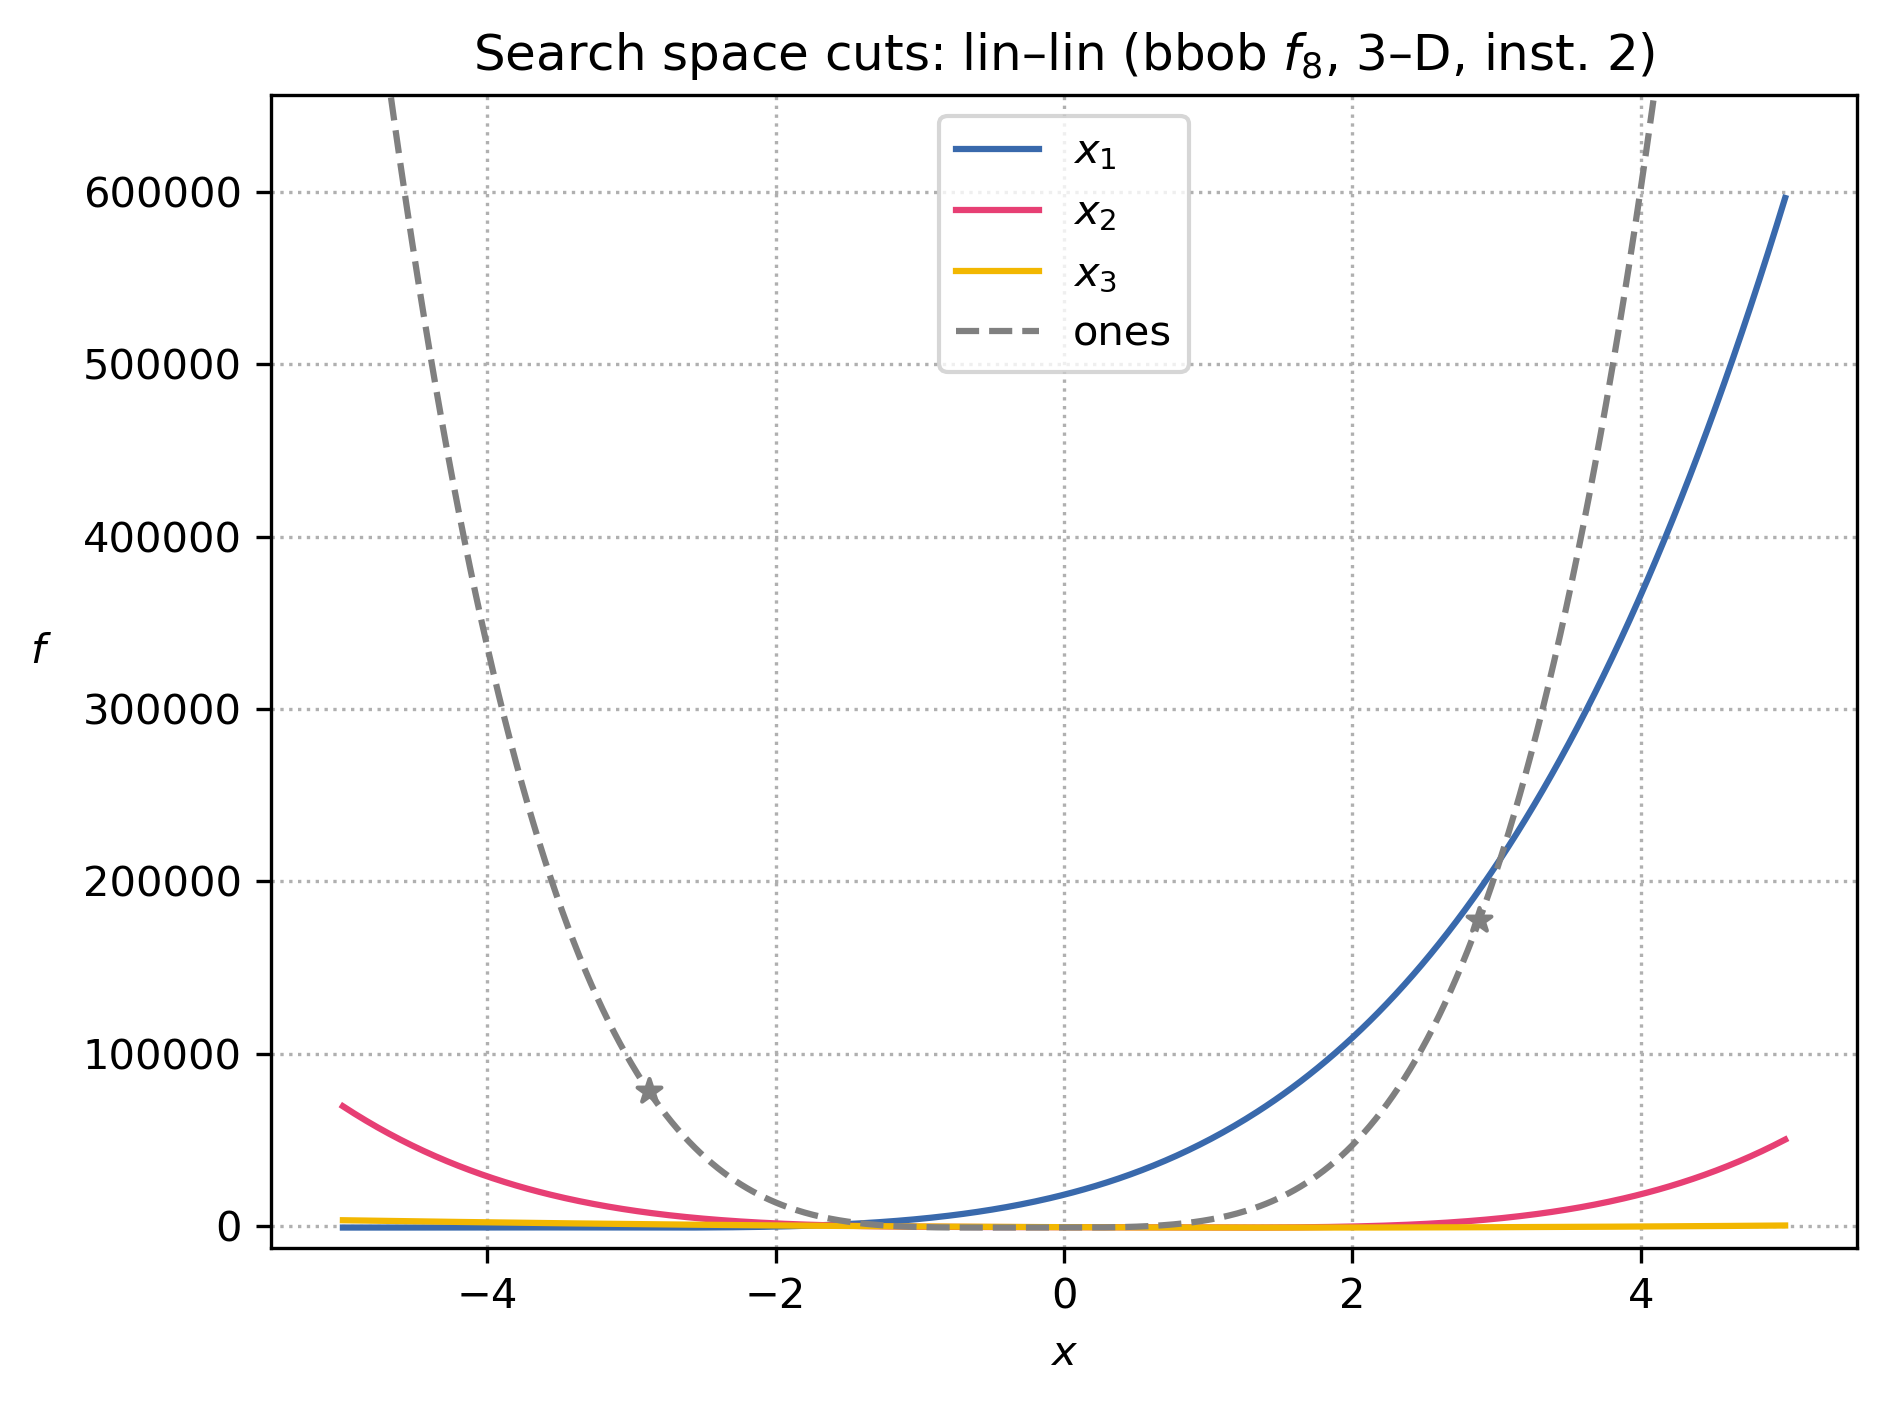 Search space cuts: lin–lin (bbob f₈, 3–D, inst. 2)
x₁
x₂
x₃
ones
600000
500000
400000
300000
200000
100000
0
f
−4
−2
0
2
4
x